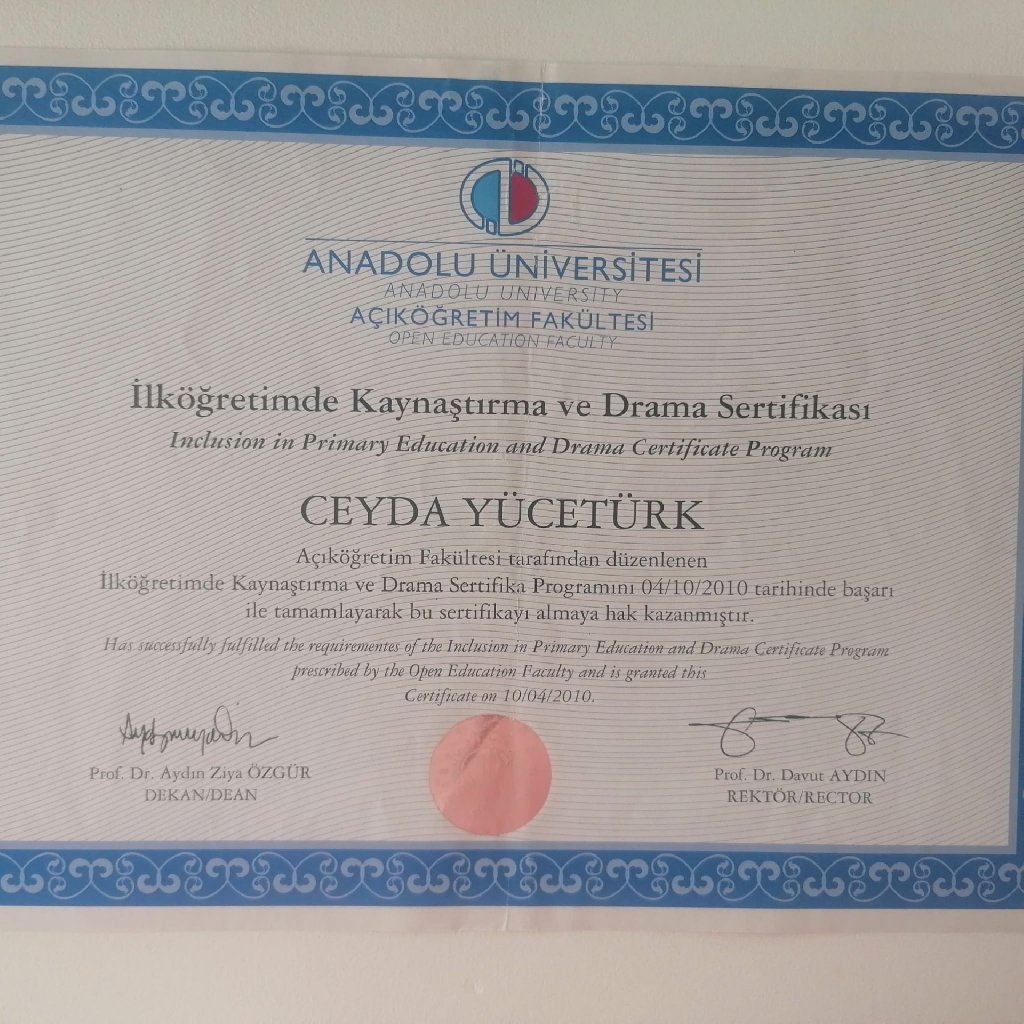 ANADOLU ÜNİVERSİTESİ
ANADOLU UNIVERSITY
AÇIKÖĞRETİM FAKÜLTESİ
OPEN EDUCATION FACULTY
İlköğretimde Kaynaştırma ve Drama Sertifikası
Inclusion in Primary Education and Drama Certificate Program
CEYDA YÜCETÜRK
Açıköğretim Fakültesi tarafından düzenlenen
İlköğretimde Kaynaştırma ve Drama Sertifika Programını 04/10/2010 tarihinde başarı
ile tamamlayarak bu sertifikayı almaya hak kazanmıştır.
Has successfully fulfilled the requirementes of the Inclusion in Primary Education and Drama Certificate Program
prescribed by the Open Education Faculty and is granted this
Certificate on 10/04/2010.
Prof. Dr. Aydın Ziya ÖZGÜR
DEKAN/DEAN
Prof. Dr. Davut AYDIN
REKTÖR/RECTOR